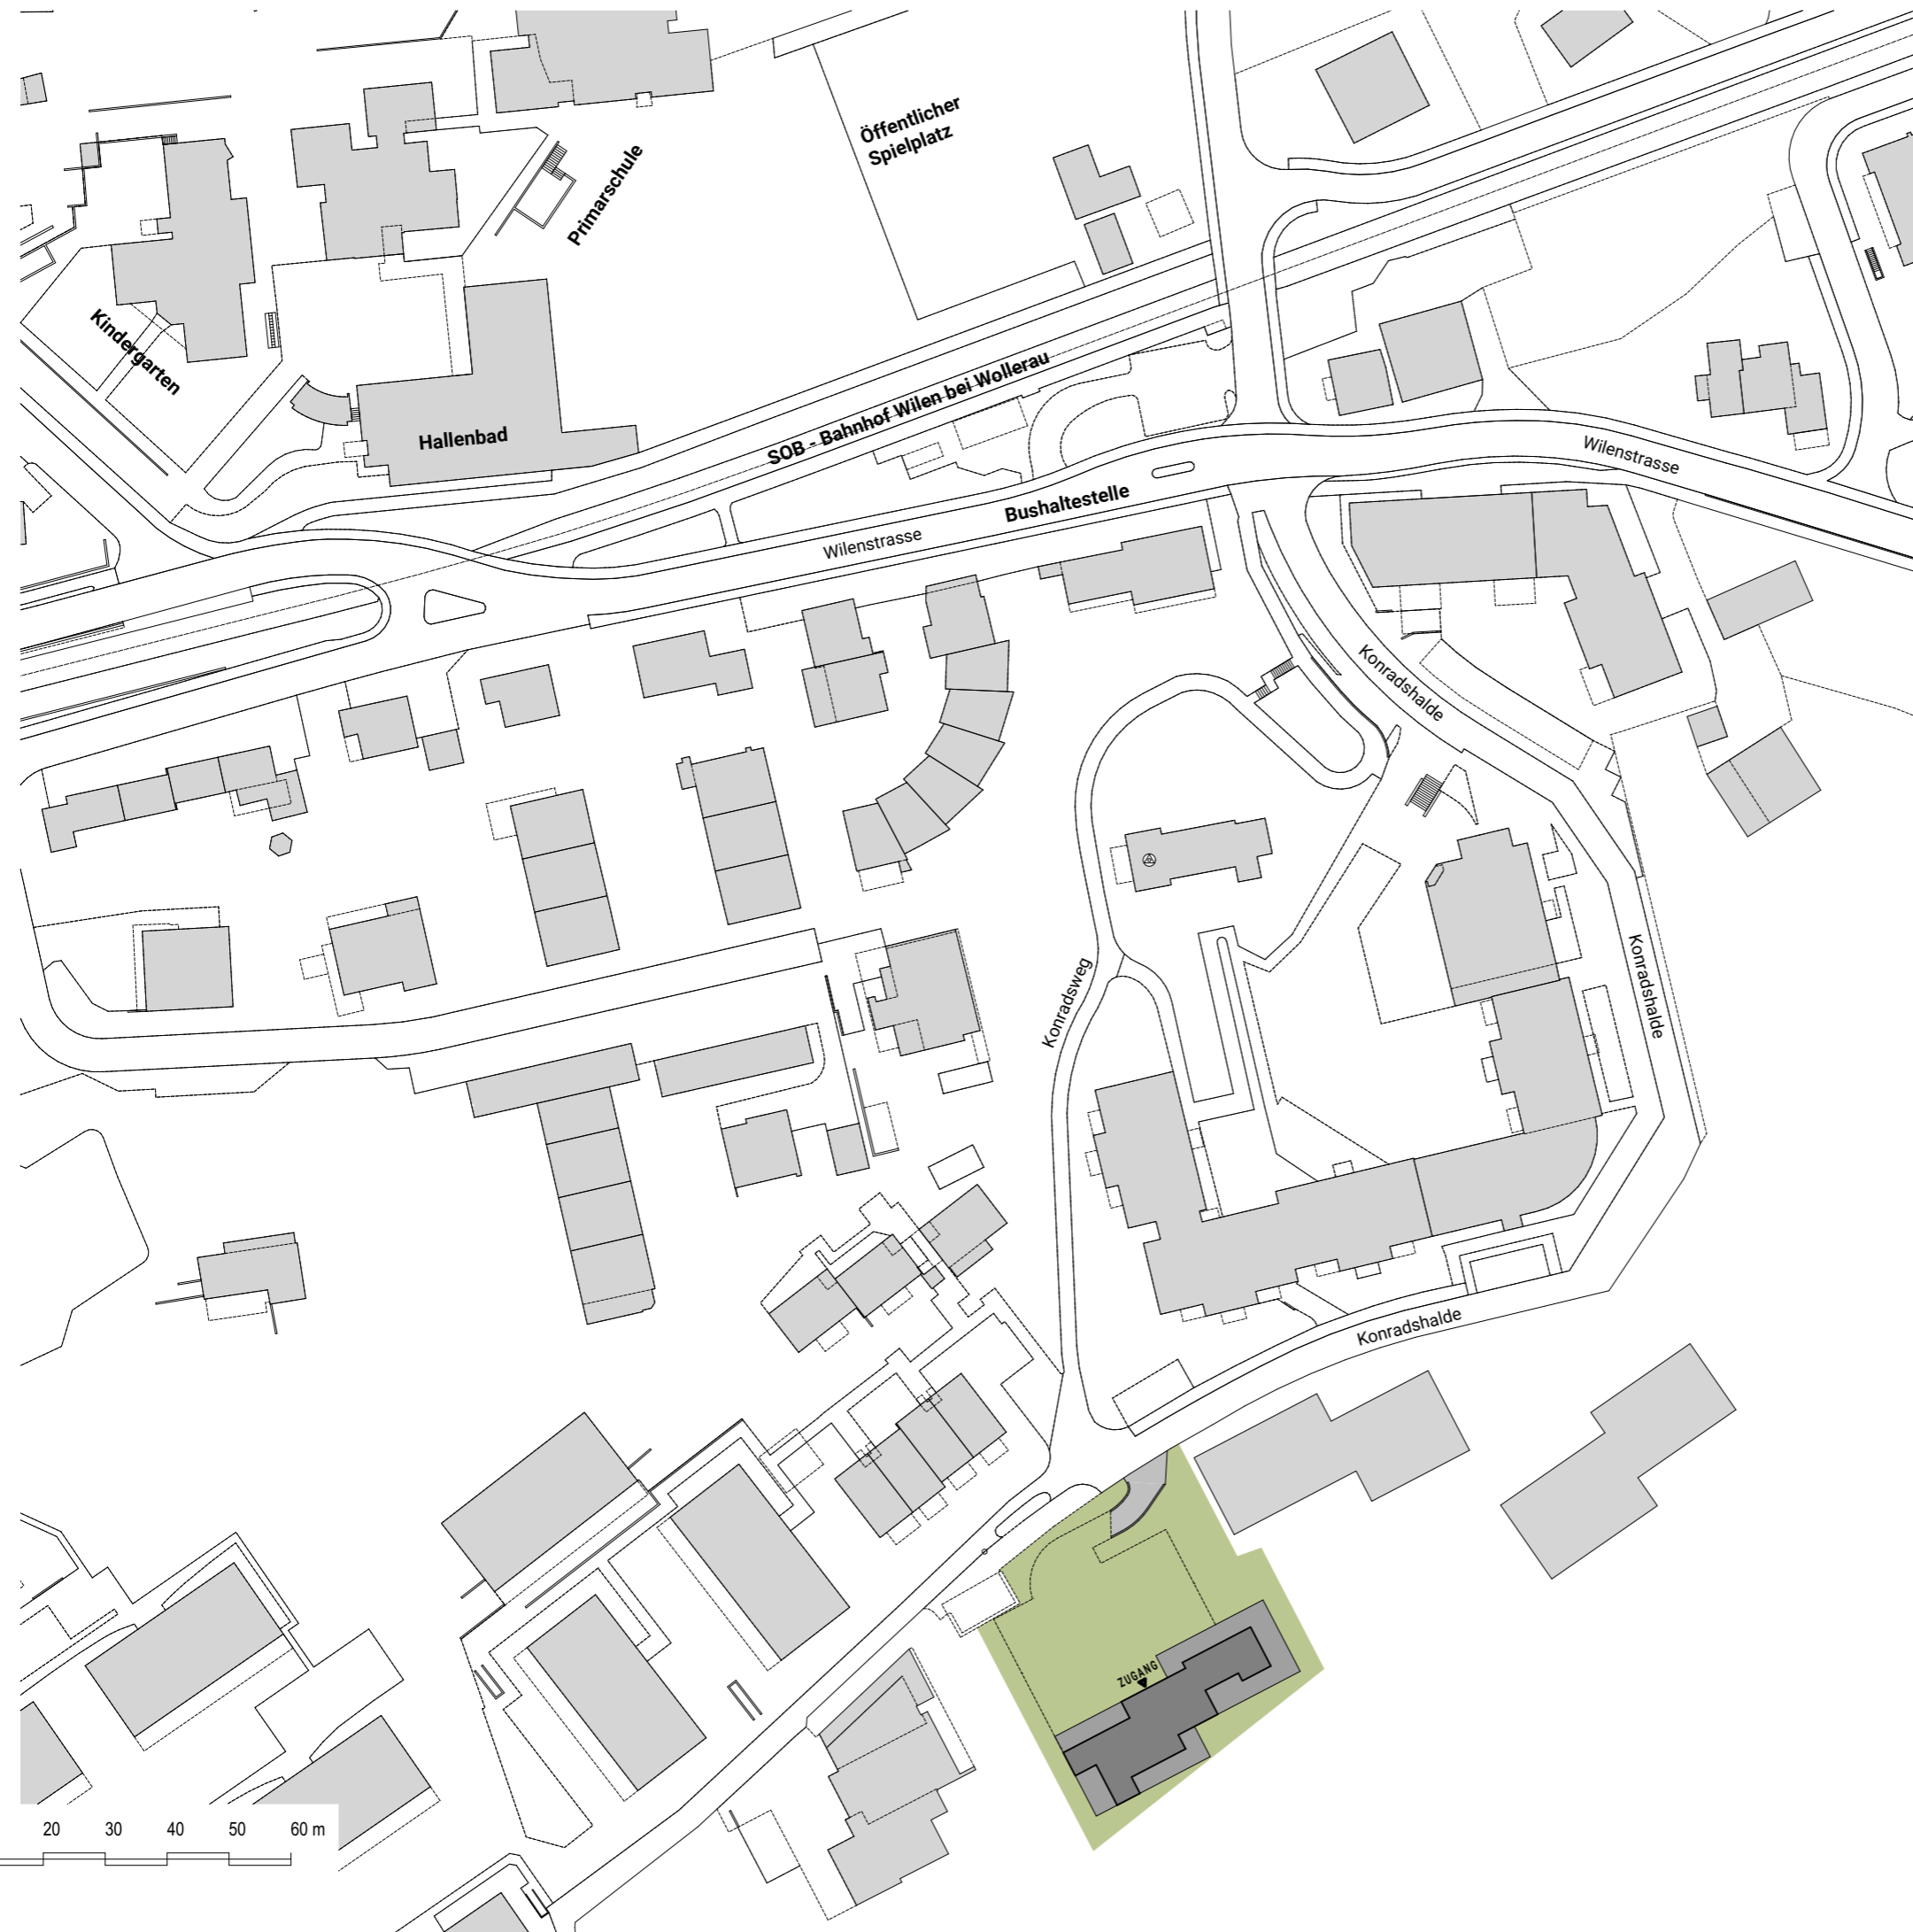 Öffentlicher
Spielplatz
Primarschule
Kindergarten
SOB - Bahnhof Wilen bei Wollerau
Hallenbad
Wilenstrasse
Bushaltestelle
Wilenstrasse
Konradshalde
Konradsweg
Konradshalde
Konradshalde
ZUGANG
20 30 40 50 60 m